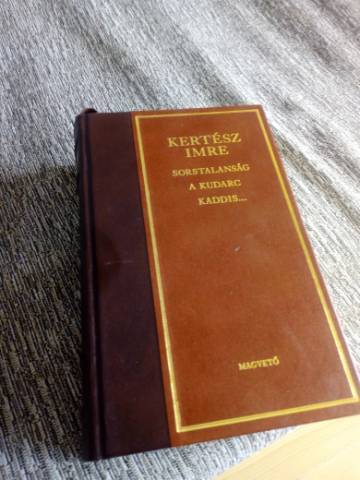 KERTÉSZ
IMRE
SORSTALANSÁG
A KUDARC
KADDIS...
MAGVETŐ